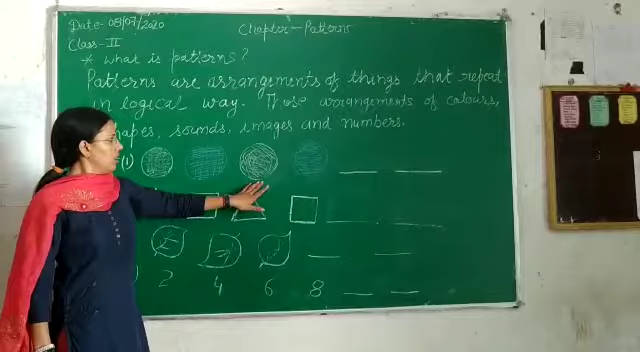 Date- 08/07/2020
Chapter - Patterns
Class - III
* What is patterns?
Patterns are arrangements of things that repeat
in logical way. These arrangements of colours,
shapes, sounds, images and numbers.
(1)
2 4 6 8